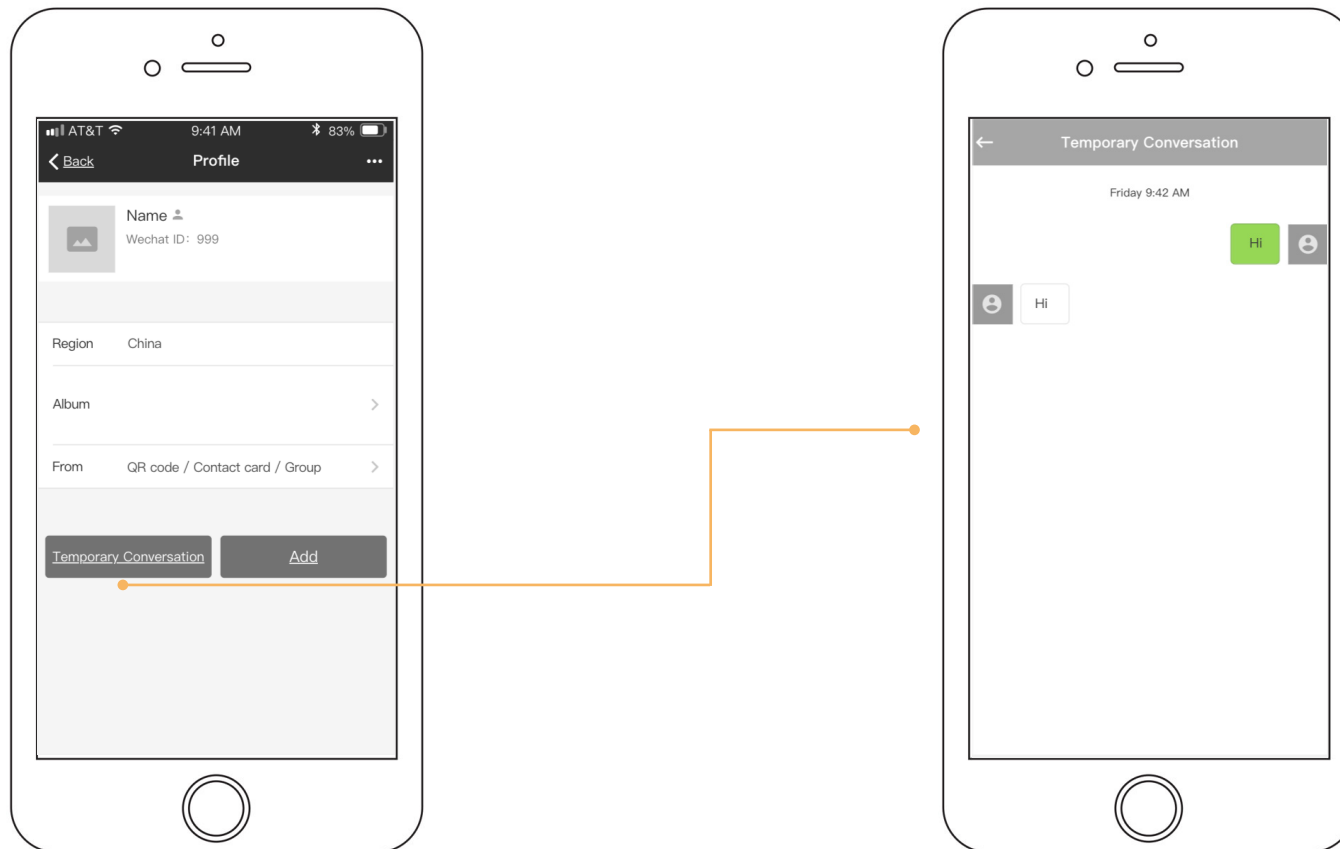 AT&T 9:41 AM 83%
Back Profile
Name
Wechat ID: 999
Region China
Album
From QR code / Contact card / Group
Temporary Conversation Add
Temporary Conversation
Friday 9:42 AM
Hi
Hi